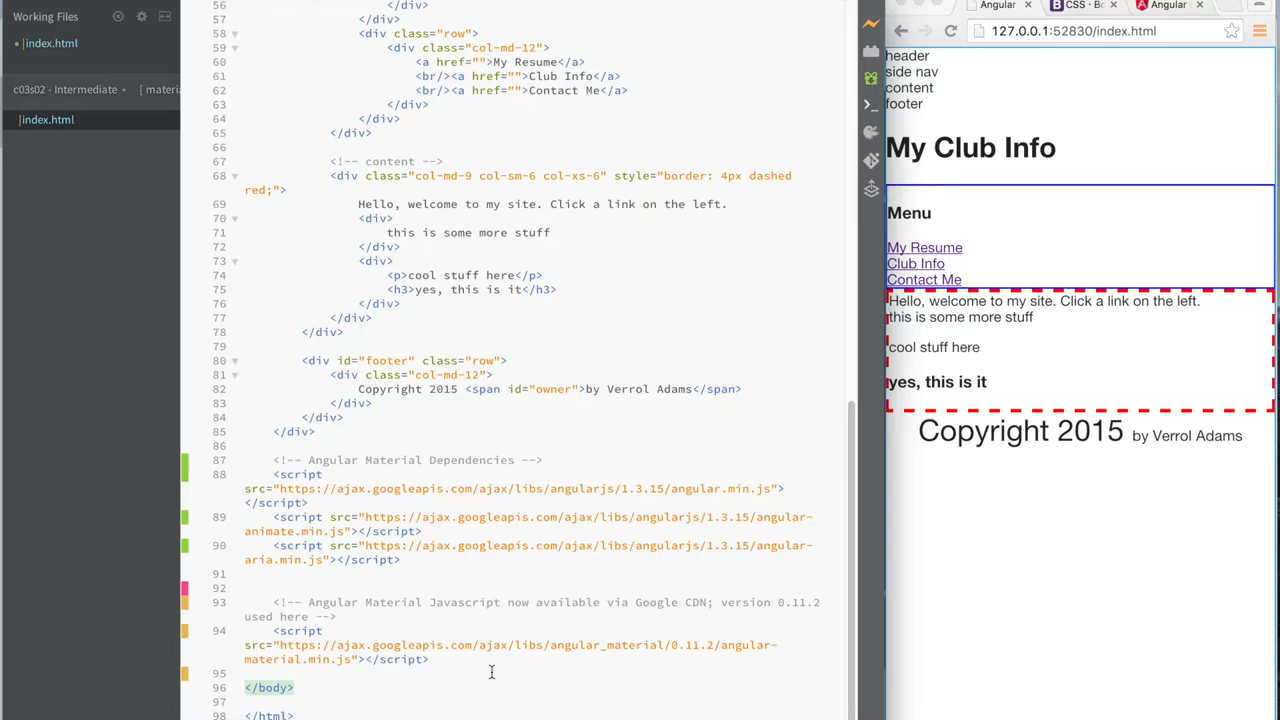 Working Files
index.html
c03s02 - Intermediate
[ materia
index.html
56 </div>
57 </div>
58 <div class="row">
59 <div class="col-md-12">
60 <a href="">My Resume</a>
61 <br/><a href="">Club Info</a>
62 <br/><a href="">Contact Me</a>
63 </div>
64 </div>
65 </div>
66
67 <!-- content -->
68 <div class="col-md-9 col-sm-6 col-xs-6" style="border: 4px dashed
red;">
69 Hello, welcome to my site. Click a link on the left.
70 <div>
71 this is some more stuff
72 </div>
73 <div>
74 <p>cool stuff here</p>
75 <h3>yes, this is it</h3>
76 </div>
77 </div>
78 </div>
79
80 <div id="footer" class="row">
81 <div class="col-md-12">
82 Copyright 2015 <span id="owner">by Verrol Adams</span>
83 </div>
84 </div>
85 </div>
86
87 <!-- Angular Material Dependencies -->
88 <script
src="https://ajax.googleapis.com/ajax/libs/angularjs/1.3.15/angular.min.js">
</script>
89 <script src="https://ajax.googleapis.com/ajax/libs/angularjs/1.3.15/angular-
animate.min.js"></script>
90 <script src="https://ajax.googleapis.com/ajax/libs/angularjs/1.3.15/angular-
aria.min.js"></script>
91
92
93 <!-- Angular Material Javascript now available via Google CDN; version 0.11.2
used here -->
94 <script
src="https://ajax.googleapis.com/ajax/libs/angular_material/0.11.2/angular-
material.min.js"></script>
95
96 </body>
97
98 </html>
Angular
CSS · Bo
Angular
127.0.0.1:52830/index.html
header
side nav
content
footer
My Club Info
Menu
My Resume
Club Info
Contact Me
Hello, welcome to my site. Click a link on the left.
this is some more stuff
cool stuff here
yes, this is it
Copyright 2015 by Verrol Adams